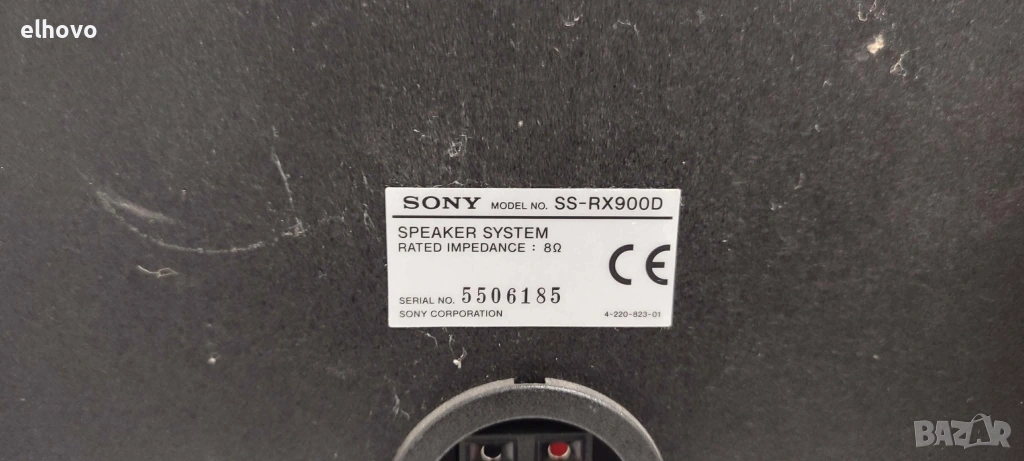 elhovo
SONY MODEL NO. SS-RX900D
SPEAKER SYSTEM
RATED IMPEDANCE : 8Ω
CE
SERIAL NO. 5506185
SONY CORPORATION 4-220-823-01
BAZAR